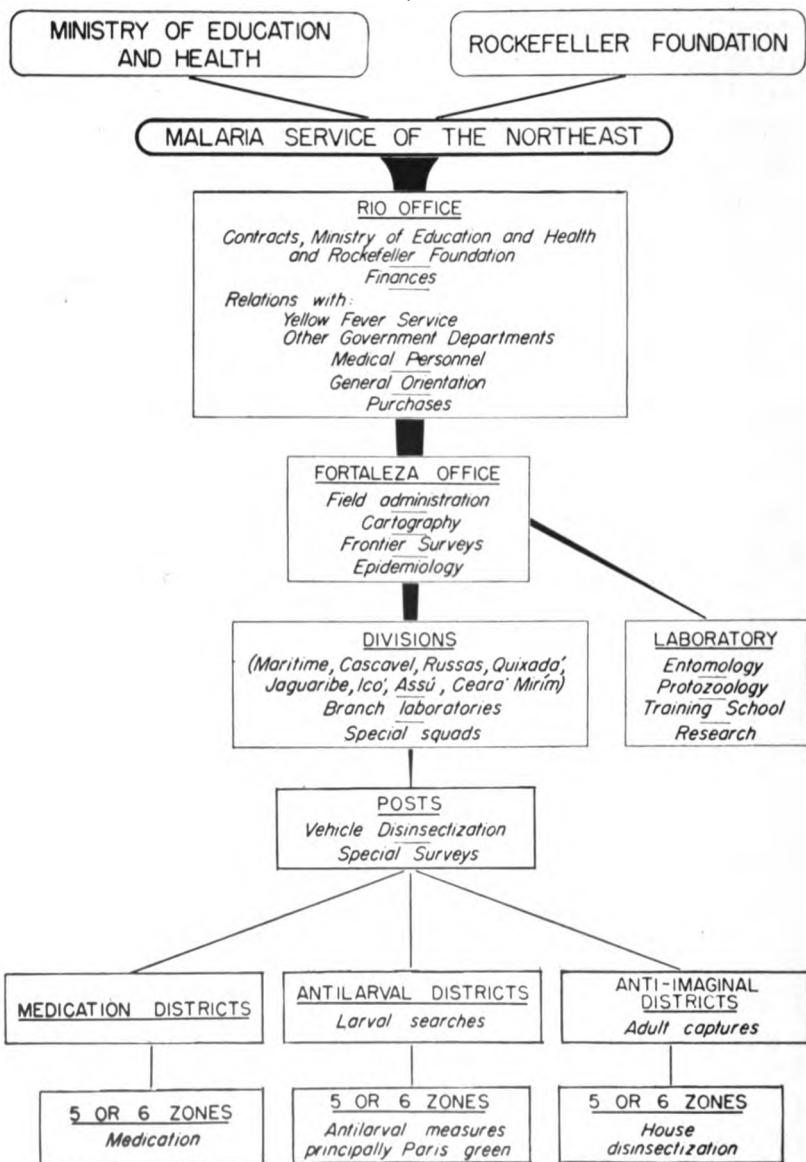 MINISTRY OF EDUCATION
AND HEALTH
ROCKEFELLER FOUNDATION
MALARIA SERVICE OF THE NORTHEAST
RIO OFFICE
Contracts, Ministry of Education and Health
and Rockefeller Foundation
Finances
Relations with:
Yellow Fever Service
Other Government Departments
Medical Personnel
General Orientation
Purchases
FORTALEZA OFFICE
Field administration
Cartography
Frontier Surveys
Epidemiology
DIVISIONS
(Maritime, Cascavel, Russas, Quixadá,
Jaguaribe, Icó, Assú, Ceará Mirím)
Branch laboratories
Special squads
LABORATORY
Entomology
Protozoology
Training School
Research
POSTS
Vehicle Disinsectization
Special Surveys
MEDICATION DISTRICTS
ANTILARVAL DISTRICTS
Larval searches
ANTI-IMAGINAL
DISTRICTS
Adult captures
5 OR 6 ZONES
Medication
5 OR 6 ZONES
Antilarval measures
principally Paris green
5 OR 6 ZONES
House
disinsectization